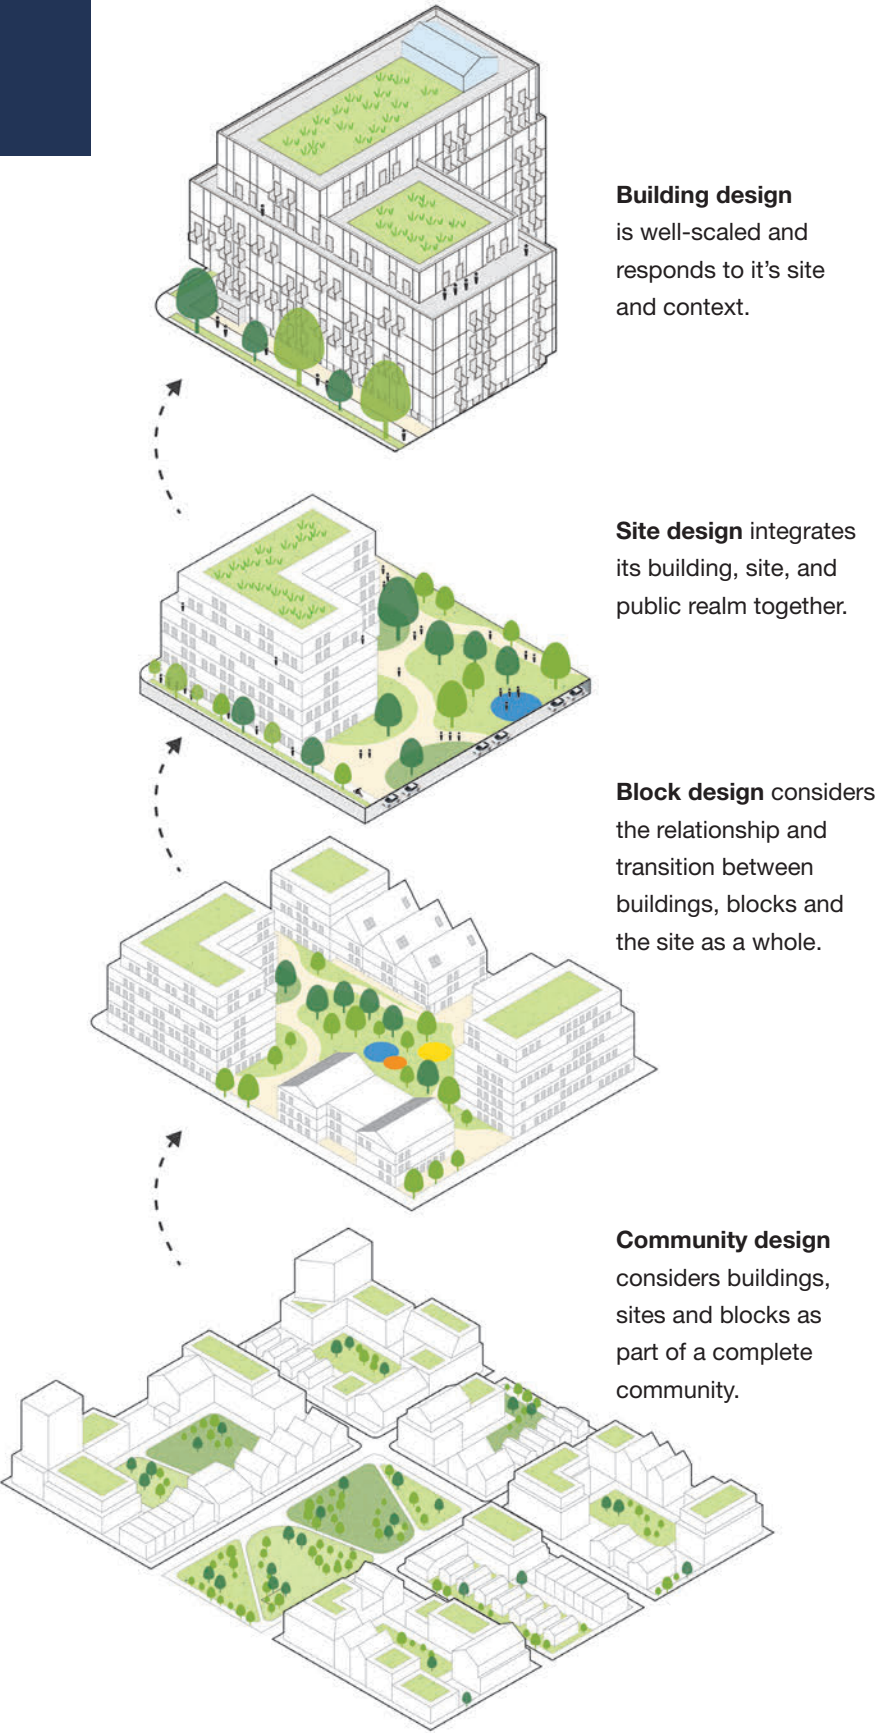 Building design
is well-scaled and
responds to it’s site
and context.
Site design integrates
its building, site, and
public realm together.
Block design considers
the relationship and
transition between
buildings, blocks and
the site as a whole.
Community design
considers buildings,
sites and blocks as
part of a complete
community.